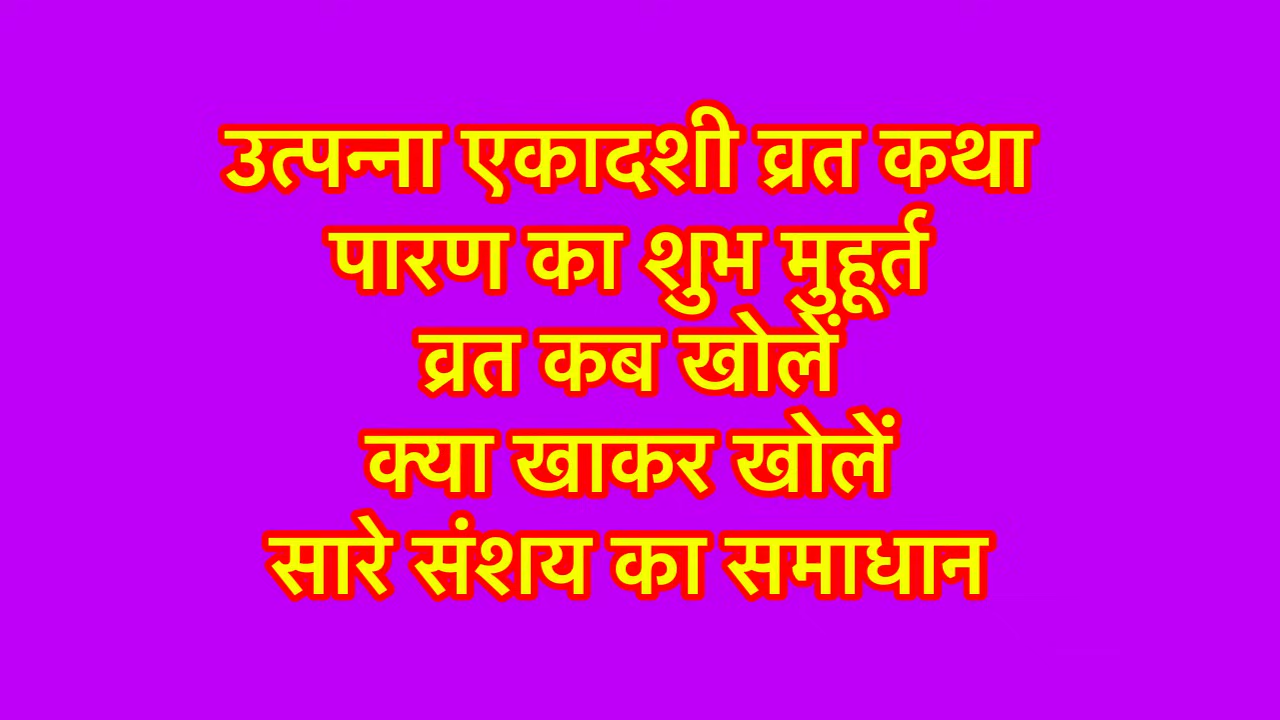 उत्पन्ना एकादशी व्रत कथा
पारण का शुभ मुहूर्त
व्रत कब खोलें
क्या खाकर खोलें
सारे संशय का समाधान